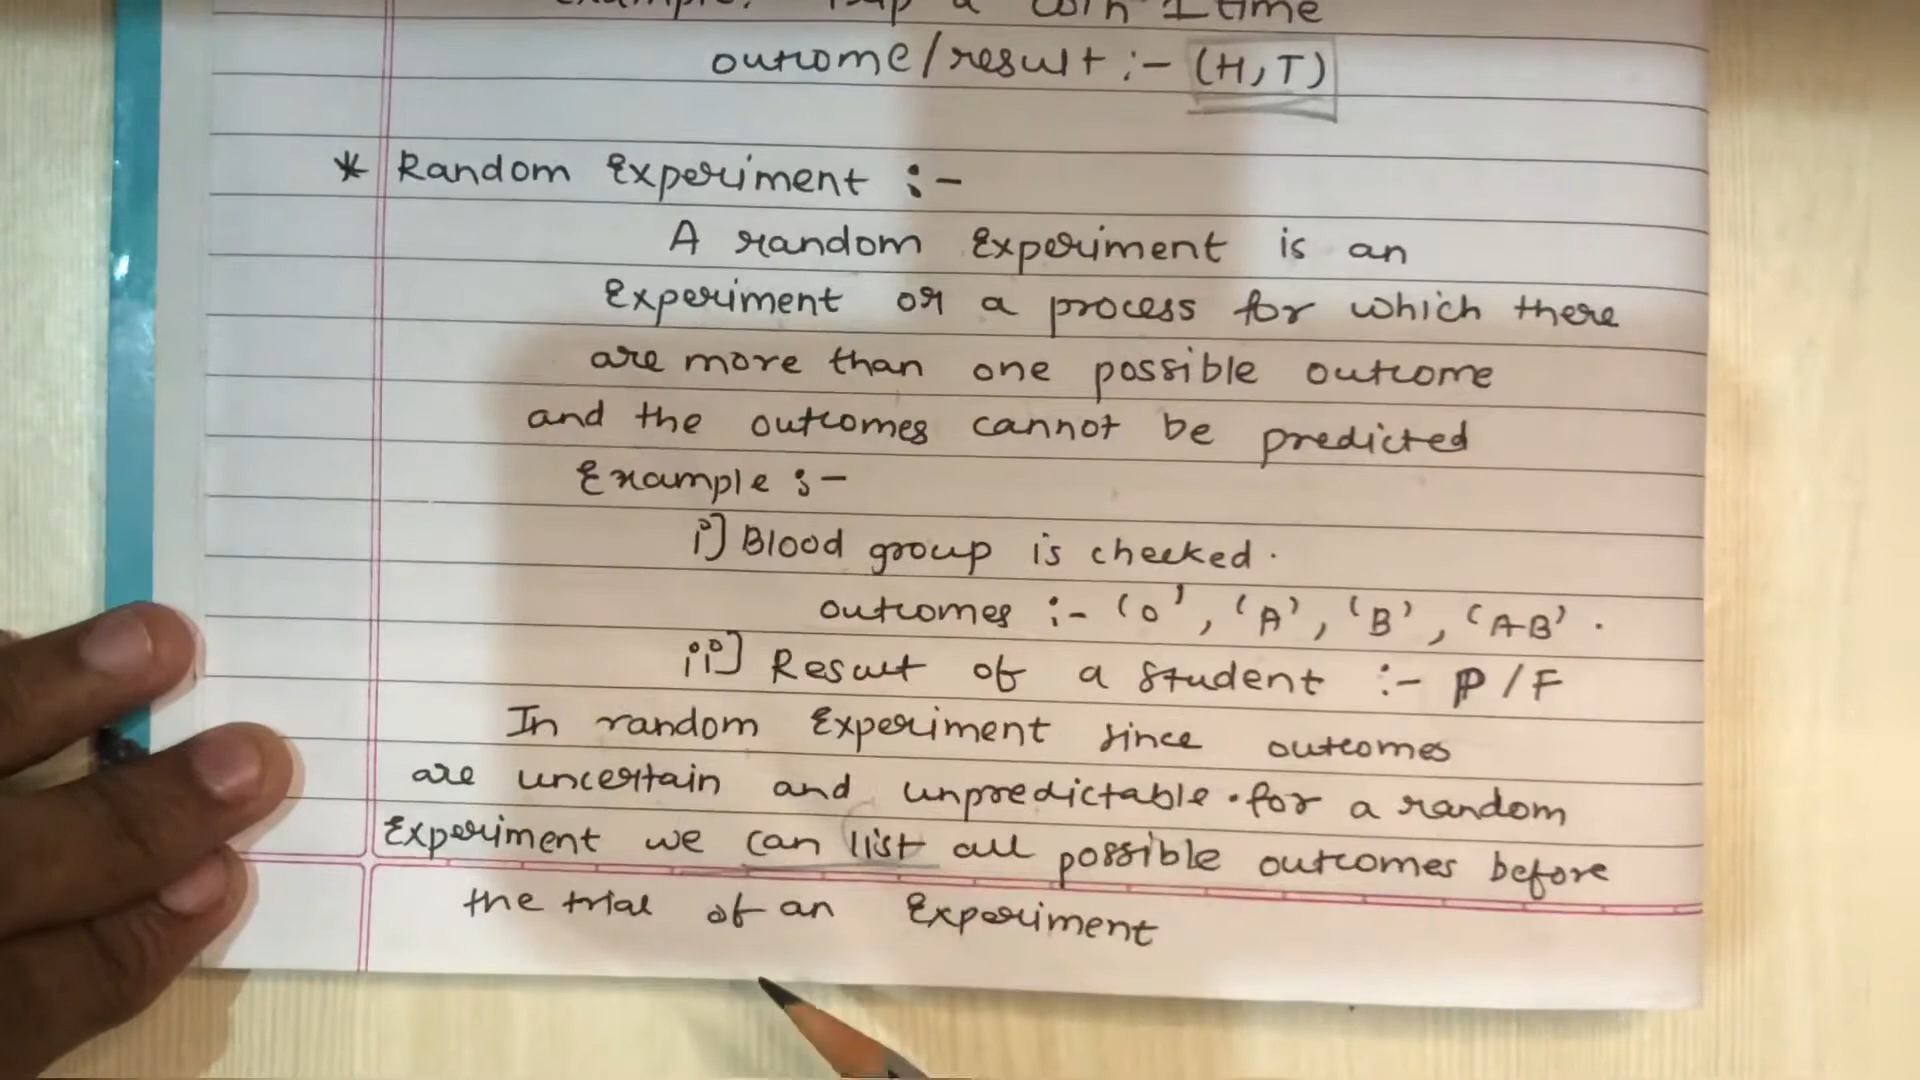 a coin 1 time
outcome/result :- (H,T)
* Random Experiment :-
A random Experiment is an
Experiment or a process for which there
are more than one possible outcome
and the outcomes cannot be predicted
Example :-
i] Blood group is checked.
outcomes :- 'O', 'A', 'B', 'AB'.
ii] Result of a student :- P/F
In random Experiment since outcomes
are uncertain and unpredictable. for a random
Experiment we can list all possible outcomes before
the trial of an Experiment